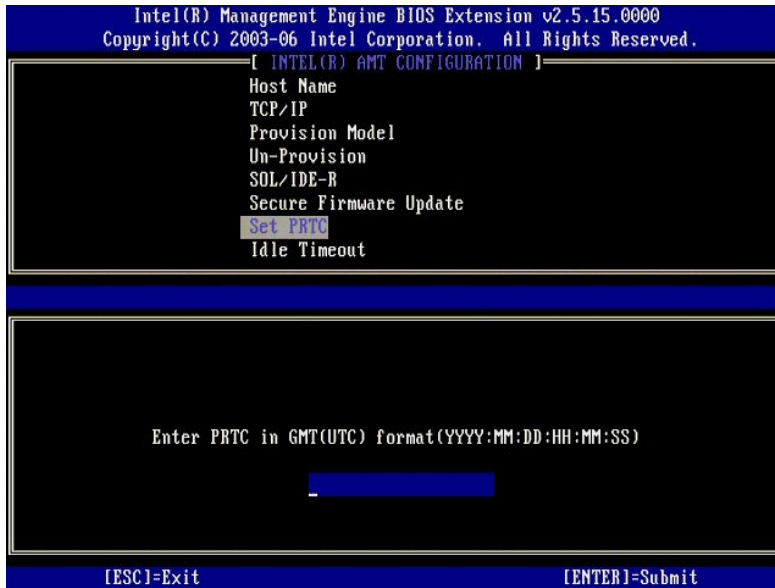 Intel(R) Management Engine BIOS Extension v2.5.15.0000
Copyright(C) 2003-06 Intel Corporation. All Rights Reserved.
[ INTEL(R) AMT CONFIGURATION ]
Host Name
TCP/IP
Provision Model
Un-Provision
SOL/IDE-R
Secure Firmware Update
Set PRTC
Idle Timeout
Enter PRTC in GMT(UTC) format(YYYY:MM:DD:HH:MM:SS)
[ESC]=Exit [ENTER]=Submit